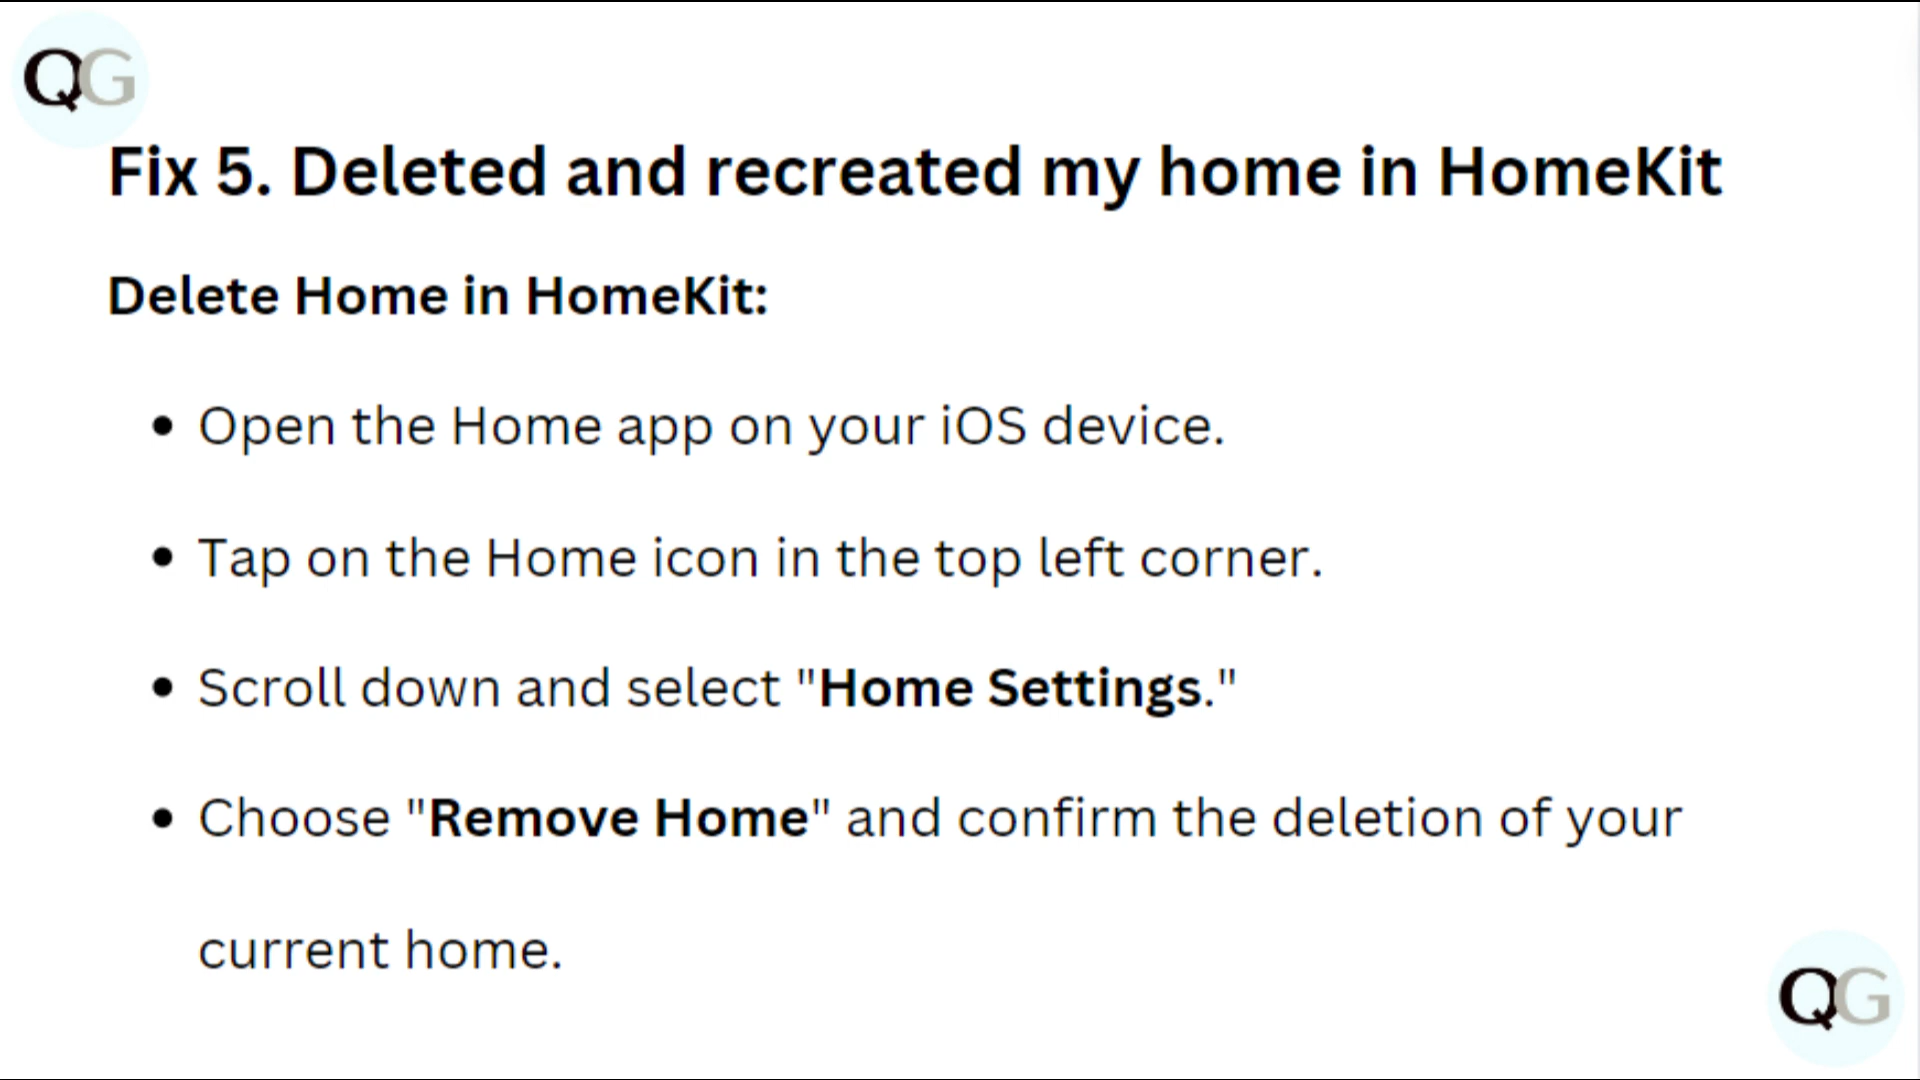 QG
Fix 5. Deleted and recreated my home in HomeKit
Delete Home in HomeKit:
• Open the Home app on your iOS device.
• Tap on the Home icon in the top left corner.
• Scroll down and select "Home Settings."
• Choose "Remove Home" and confirm the deletion of your
current home.
QG